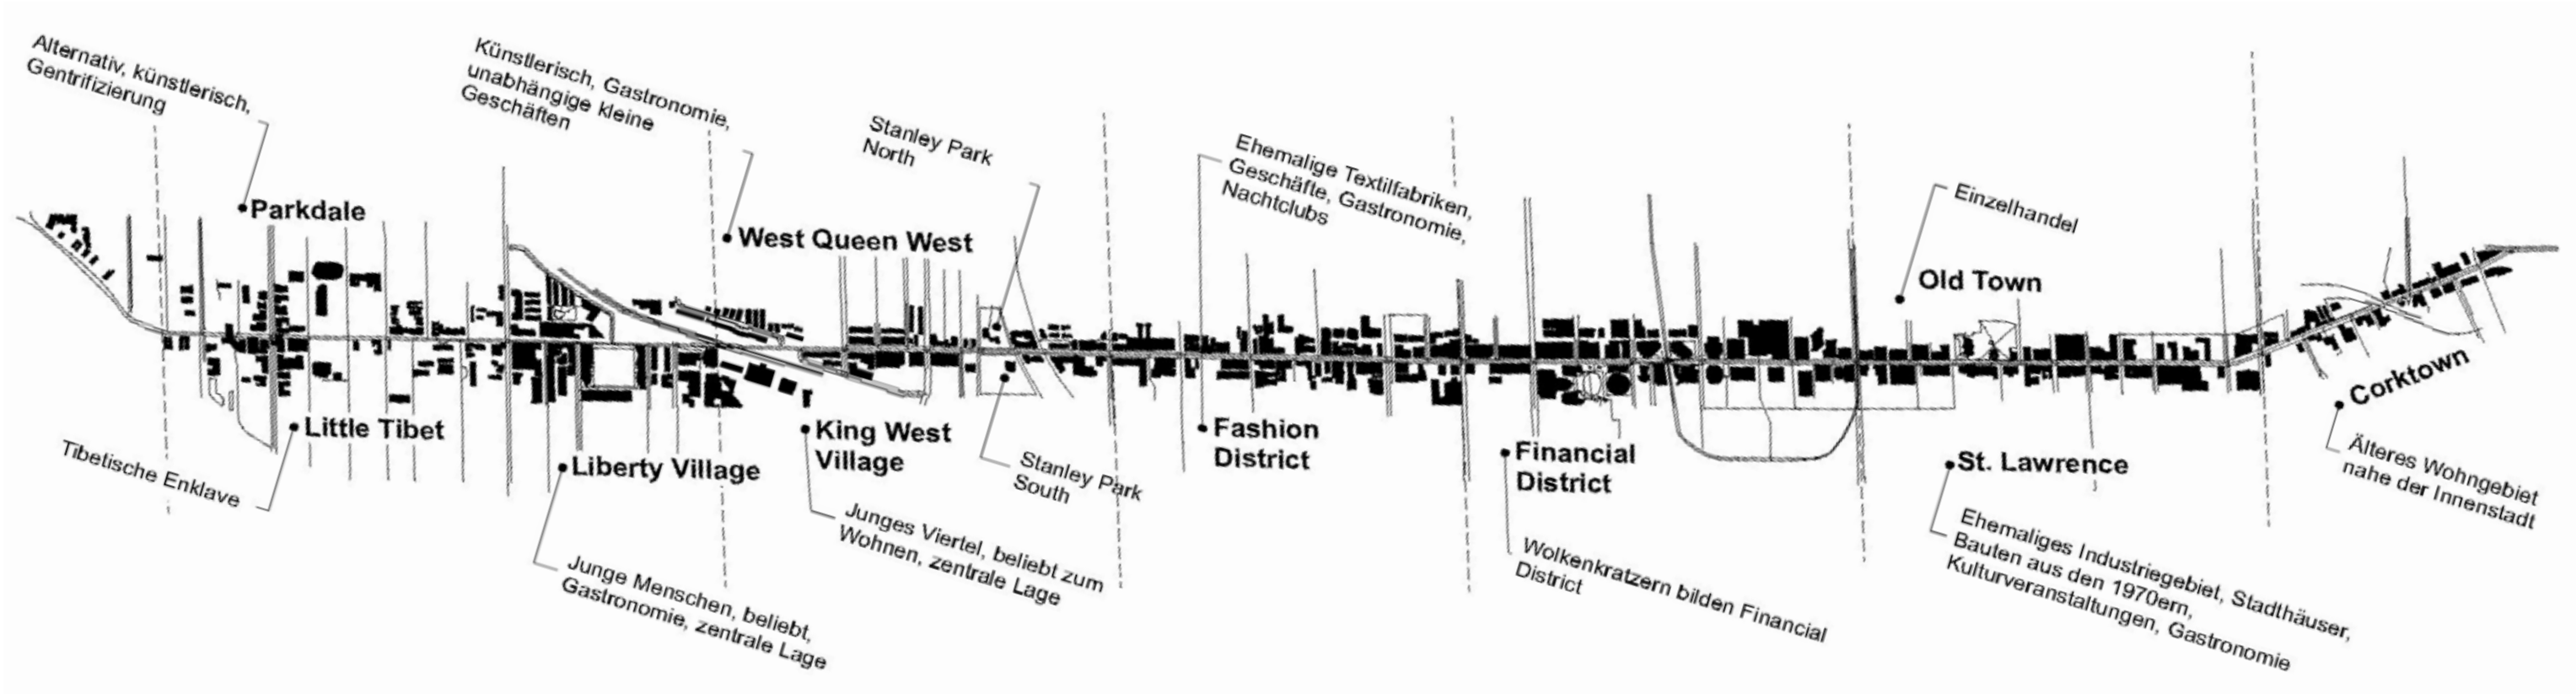 Alternativ, künstlerisch,
Gentrifizierung
Parkdale
Künstlerisch, Gastronomie,
unabhängige kleine
Geschäften
West Queen West
Stanley Park
North
Ehemalige Textilfabriken,
Geschäfte, Gastronomie,
Nachtclubs
Einzelhandel
Old Town
Tibetische Enklave
Little Tibet
Liberty Village
Junge Menschen, beliebt,
Gastronomie, zentrale Lage
King West
Village
Junges Viertel, beliebt zum
Wohnen, zentrale Lage
Stanley Park
South
Fashion
District
Financial
District
Wolkenkratzern bilden Financial
District
St. Lawrence
Ehemaliges Industriegebiet, Stadthäuser,
Bauten aus den 1970ern,
Kulturveranstaltungen, Gastronomie
Corktown
Älteres Wohngebiet
nahe der Innenstadt